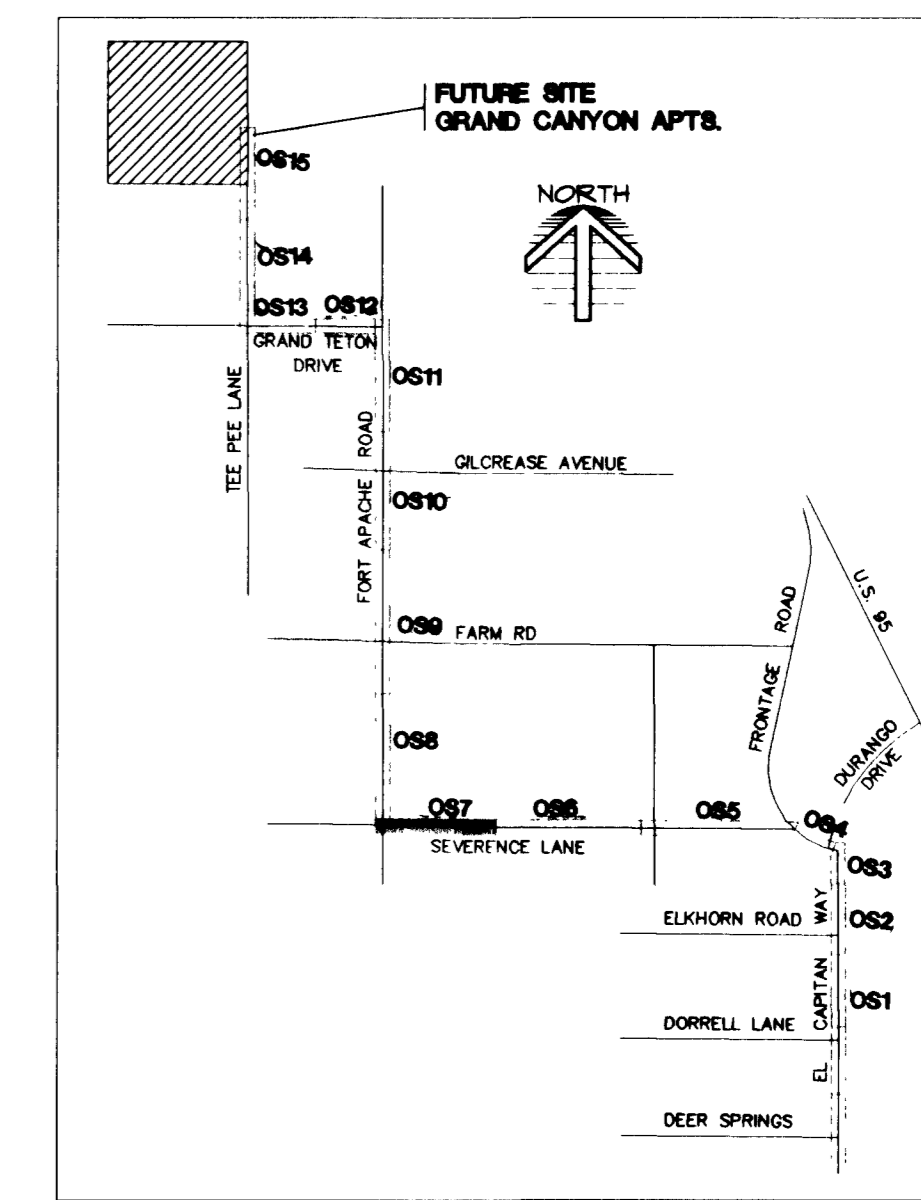 FUTURE SITE
GRAND CANYON APTS.
OS15
NORTH
OS14
OS13
OS12
GRAND TETON
DRIVE
OS11
TEE PEE LANE
FORT APACHE ROAD
GILCREASE AVENUE
OS10
U.S. 95
FRONTAGE ROAD
OS9
FARM RD
DURANGO
DRIVE
OS8
OS7
OS6
OS5
OS4
SEVERENCE LANE
OS3
ELKHORN ROAD
OS2
EL CAPITAN WAY
OS1
DORRELL LANE
DEER SPRINGS